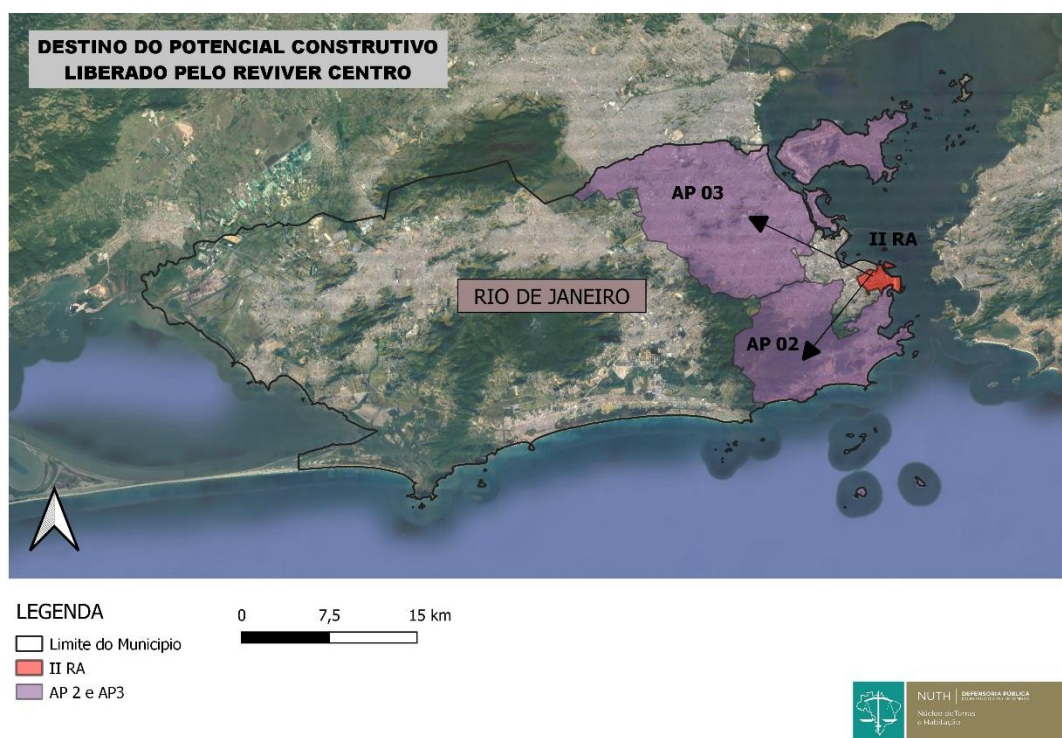 DESTINO DO POTENCIAL CONSTRUTIVO
LIBERADO PELO REVIVER CENTRO
AP 03
II RA
RIO DE JANEIRO
AP 02
LEGENDA
Limite do Municipio
II RA
AP 2 e AP3
0 7,5 15 km
NUTH
DEFENSORIA PÚBLICA
Núcleo de Terras
e Habitação